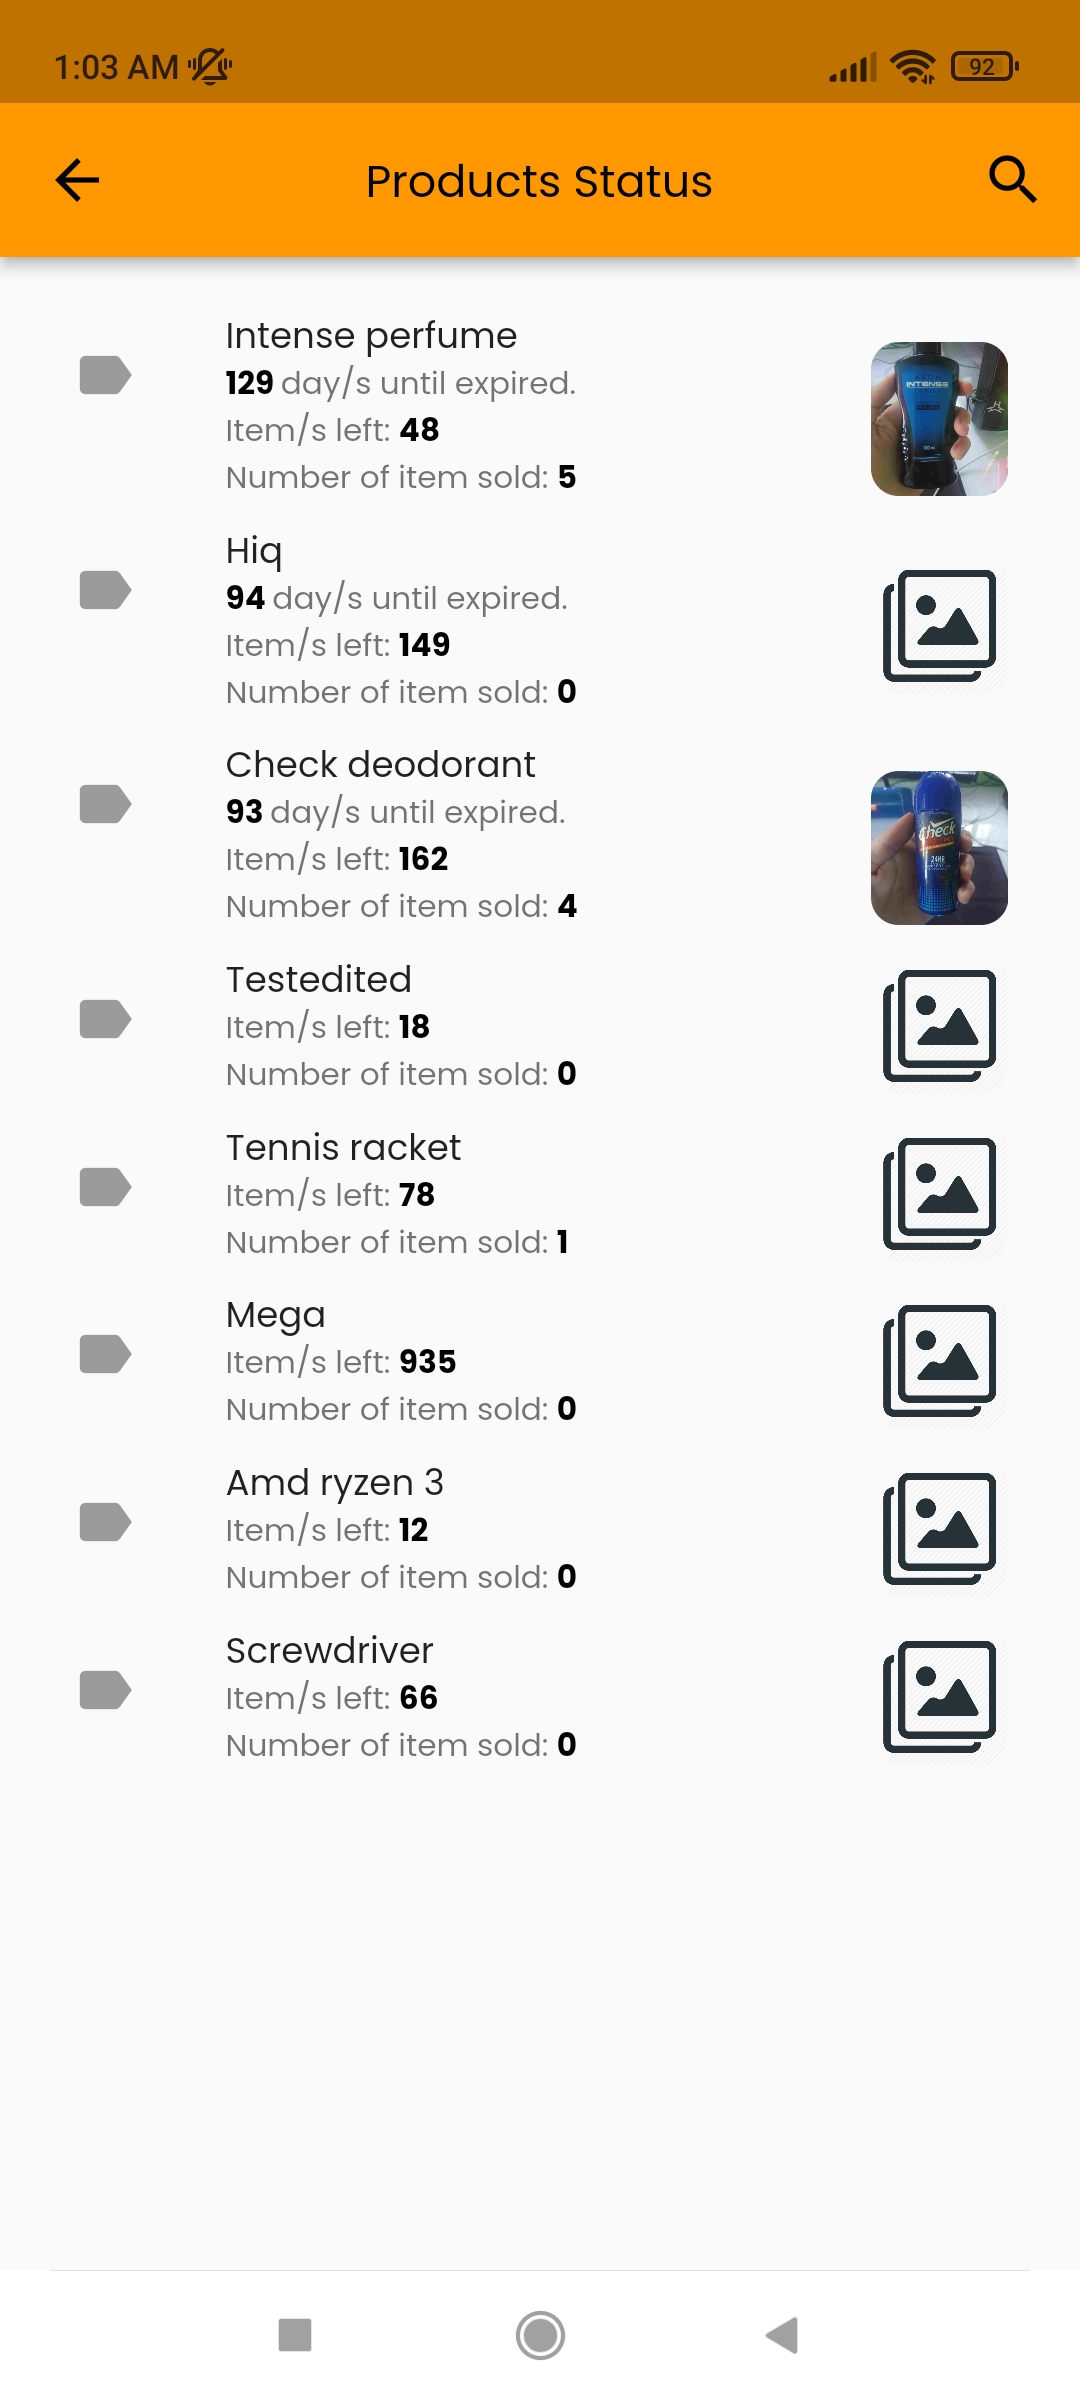 1:03 AM
92
Products Status
Intense perfume
129 day/s until expired.
Item/s left: 48
Number of item sold: 5
INTENSE
Hiq
94 day/s until expired.
Item/s left: 149
Number of item sold: 0
Check deodorant
93 day/s until expired.
Item/s left: 162
Number of item sold: 4
Check
24HR
Testedited
Item/s left: 18
Number of item sold: 0
Tennis racket
Item/s left: 78
Number of item sold: 1
Mega
Item/s left: 935
Number of item sold: 0
Amd ryzen 3
Item/s left: 12
Number of item sold: 0
Screwdriver
Item/s left: 66
Number of item sold: 0